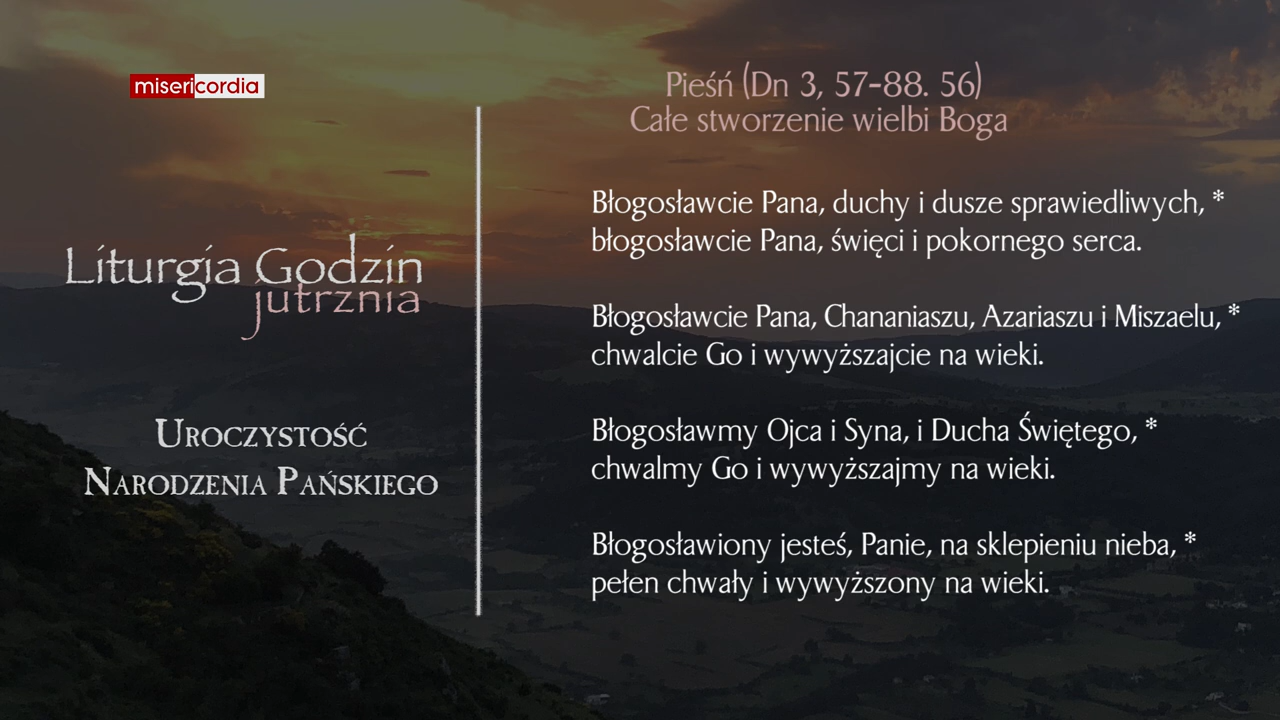 misericordia
Liturgia Godzin
jutrznia
Uroczystość
Narodzenia Pańskiego
Pieśń (Dn 3, 57-88. 56)
Całe stworzenie wielbi Boga
Błogosławcie Pana, duchy i dusze sprawiedliwych, *
błogosławcie Pana, święci i pokornego serca.
Błogosławcie Pana, Chananiaszu, Azariaszu i Miszaelu, *
chwalcie Go i wywyższajcie na wieki.
Błogosławmy Ojca i Syna, i Ducha Świętego, *
chwalmy Go i wywyższajmy na wieki.
Błogosławiony jesteś, Panie, na sklepieniu nieba, *
pełen chwały i wywyższony na wieki.